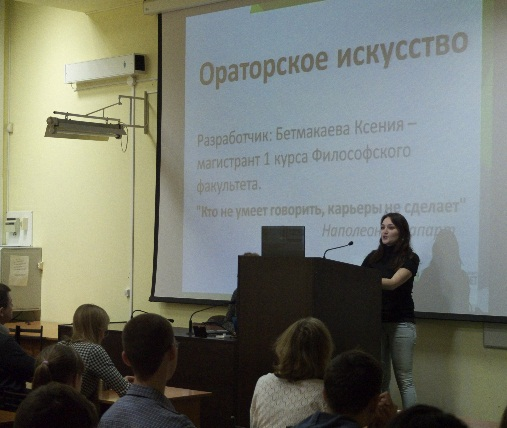 Ораторское искусство
Разработчик: Бетмакаева Ксения –
магистрант 1 курса Философского
факультета.
"Кто не умеет говорить, карьеры не сделает"
Наполеон